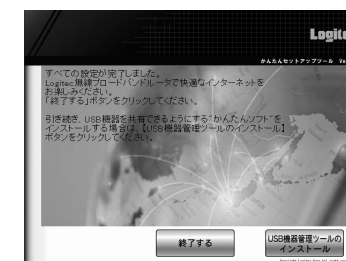 Logite
かんたんセットアップツール Ve
すべての設定が完了しました。
Logitec無線ブロードバンドルータで快適なインターネットを
お楽しみください。
「終了する」ボタンをクリックしてください。
引き続き、USB機器を共有できるようにする"かんたんソフト"を
インストールする場合は、【USB機器管理ツールのインストール】
ボタンをクリックしてください。
終了する
USB機器管理ツールの
インストール